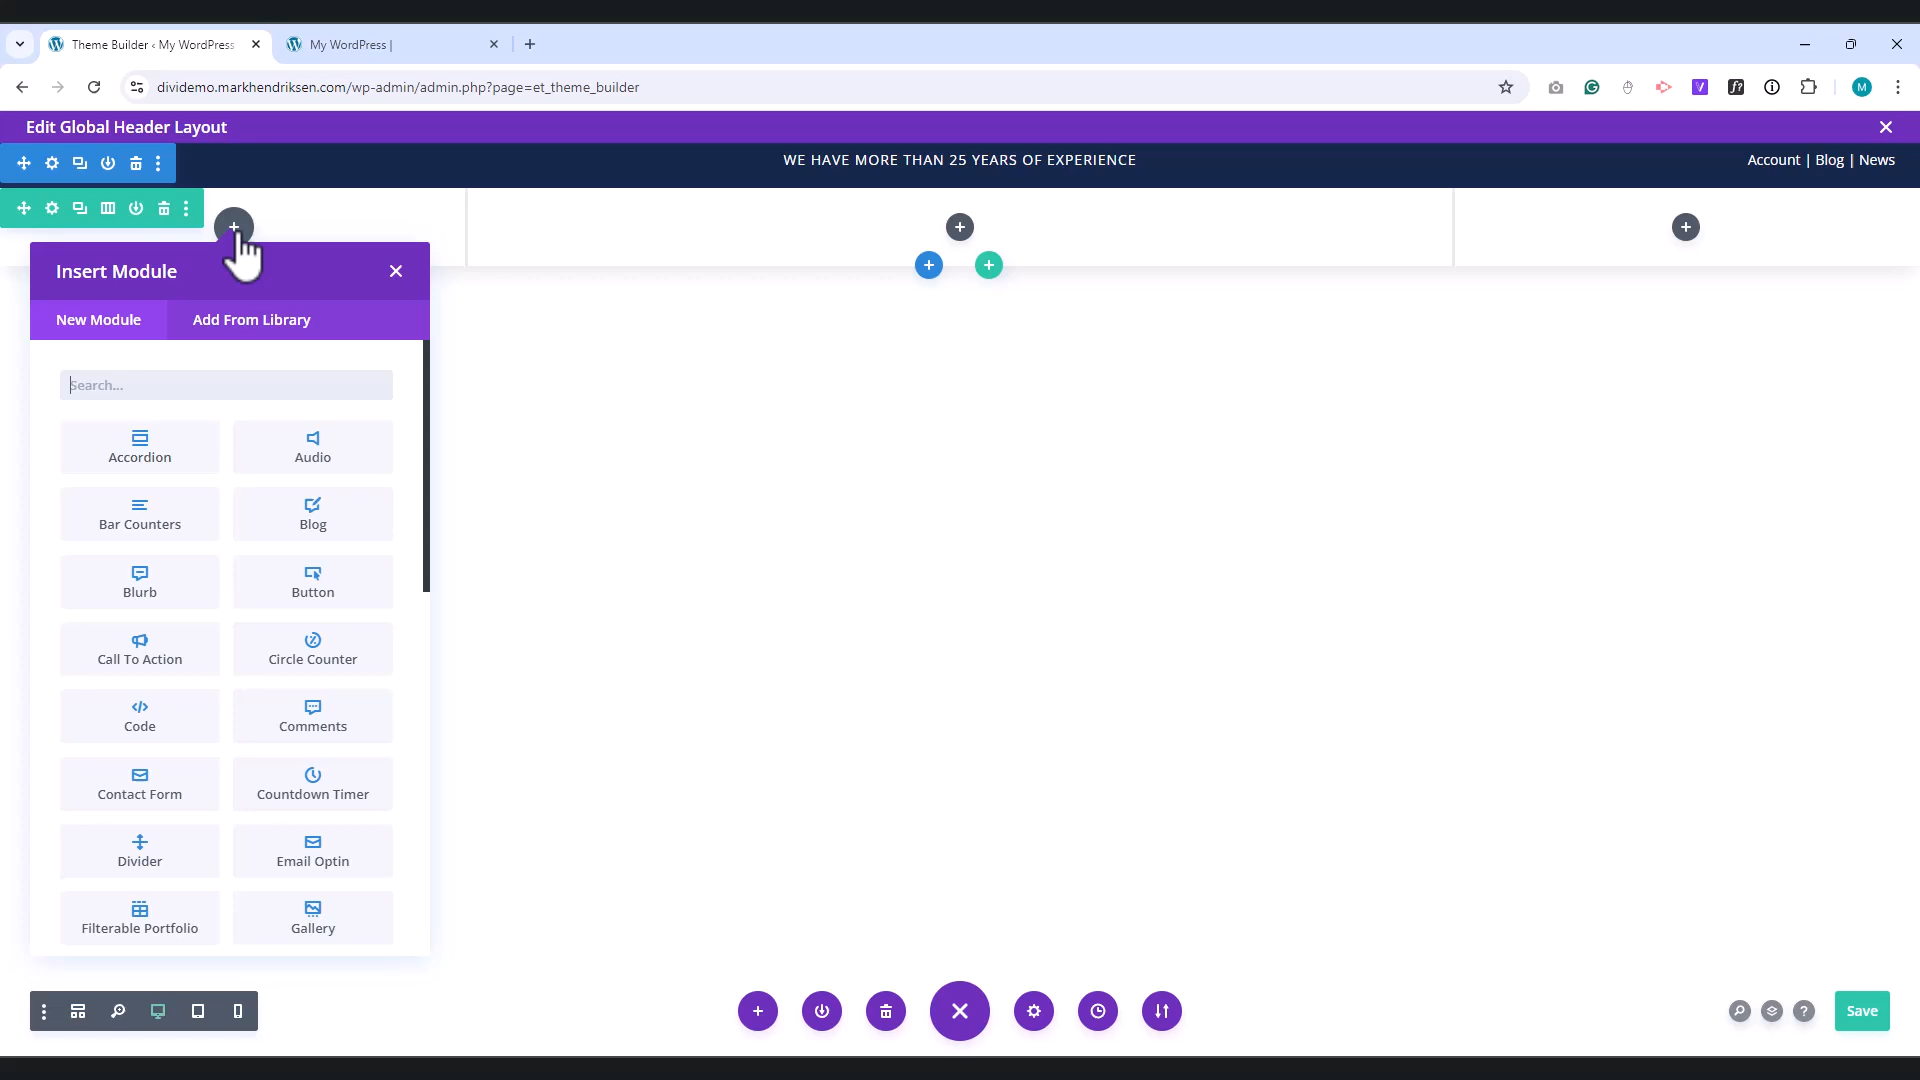 Theme Builder ‹ My WordPress
My WordPress |
dividemo.markhendriksen.com/wp-admin/admin.php?page=et_theme_builder
M
Edit Global Header Layout
WE HAVE MORE THAN 25 YEARS OF EXPERIENCE
Account | Blog | News
Insert Module
New Module
Add From Library
Search...
Accordion
Audio
Bar Counters
Blog
Blurb
Button
Call To Action
Circle Counter
Code
Comments
Contact Form
Countdown Timer
Divider
Email Optin
Filterable Portfolio
Gallery
Save